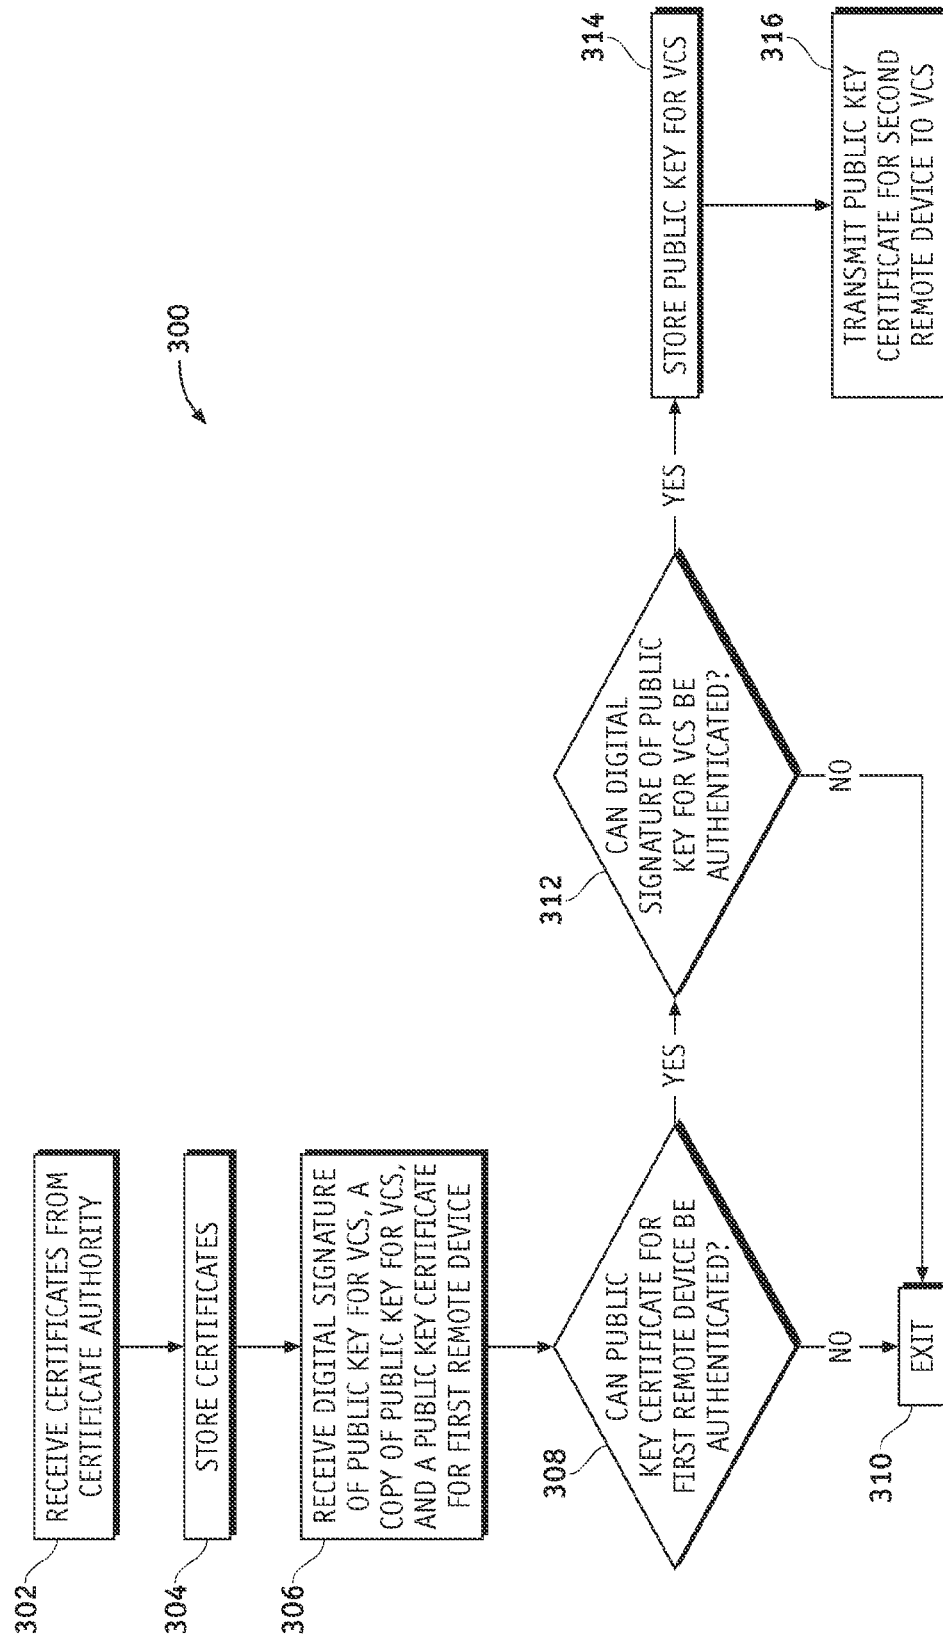 300
302
RECEIVE CERTIFICATES FROM
CERTIFICATE AUTHORITY
304
STORE CERTIFICATES
306
RECEIVE DIGITAL SIGNATURE
OF PUBLIC KEY FOR VCS, A
COPY OF PUBLIC KEY FOR VCS,
AND A PUBLIC KEY CERTIFICATE
FOR FIRST REMOTE DEVICE
308
CAN PUBLIC
KEY CERTIFICATE FOR
FIRST REMOTE DEVICE BE
AUTHENTICATED?
NO
YES
310
EXIT
312
CAN DIGITAL
SIGNATURE OF PUBLIC
KEY FOR VCS BE
AUTHENTICATED?
NO
YES
314
STORE PUBLIC KEY FOR VCS
316
TRANSMIT PUBLIC KEY
CERTIFICATE FOR SECOND
REMOTE DEVICE TO VCS